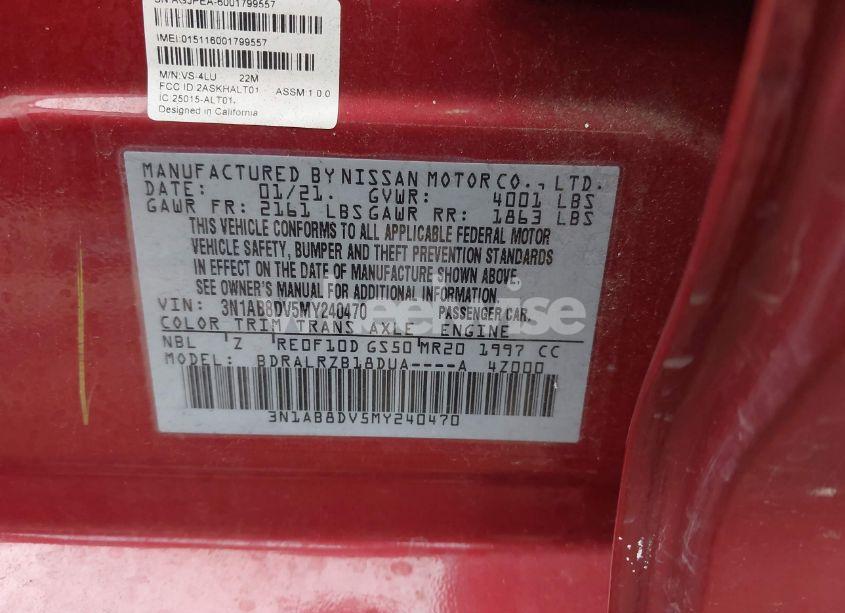 SN:AGJPEA-6001799557
IMEI:015116001799557
M/N:VS-4LU 22M
FCC ID:2ASKHALT01 ASSM 1.0.0
IC:25015-ALT01
Designed in California
MANUFACTURED BY NISSAN MOTOR CO., LTD.
DATE: 01/21. GVWR: 4001 LBS
GAWR FR: 2161 LBS GAWR RR: 1863 LBS
THIS VEHICLE CONFORMS TO ALL APPLICABLE FEDERAL MOTOR
VEHICLE SAFETY, BUMPER AND THEFT PREVENTION STANDARDS
IN EFFECT ON THE DATE OF MANUFACTURE SHOWN ABOVE.
SEE OWNER'S MANUAL FOR ADDITIONAL INFORMATION.
VIN: 3N1AB8DV5MY240470 PASSENGER CAR.
COLOR TRIM TRANS AXLE ENGINE
NBL Z RE0F10D GS50 MR20 1997 CC
MODEL: BDRALRZB18DUA----A 4Z000
3N1AB8DV5MY240470